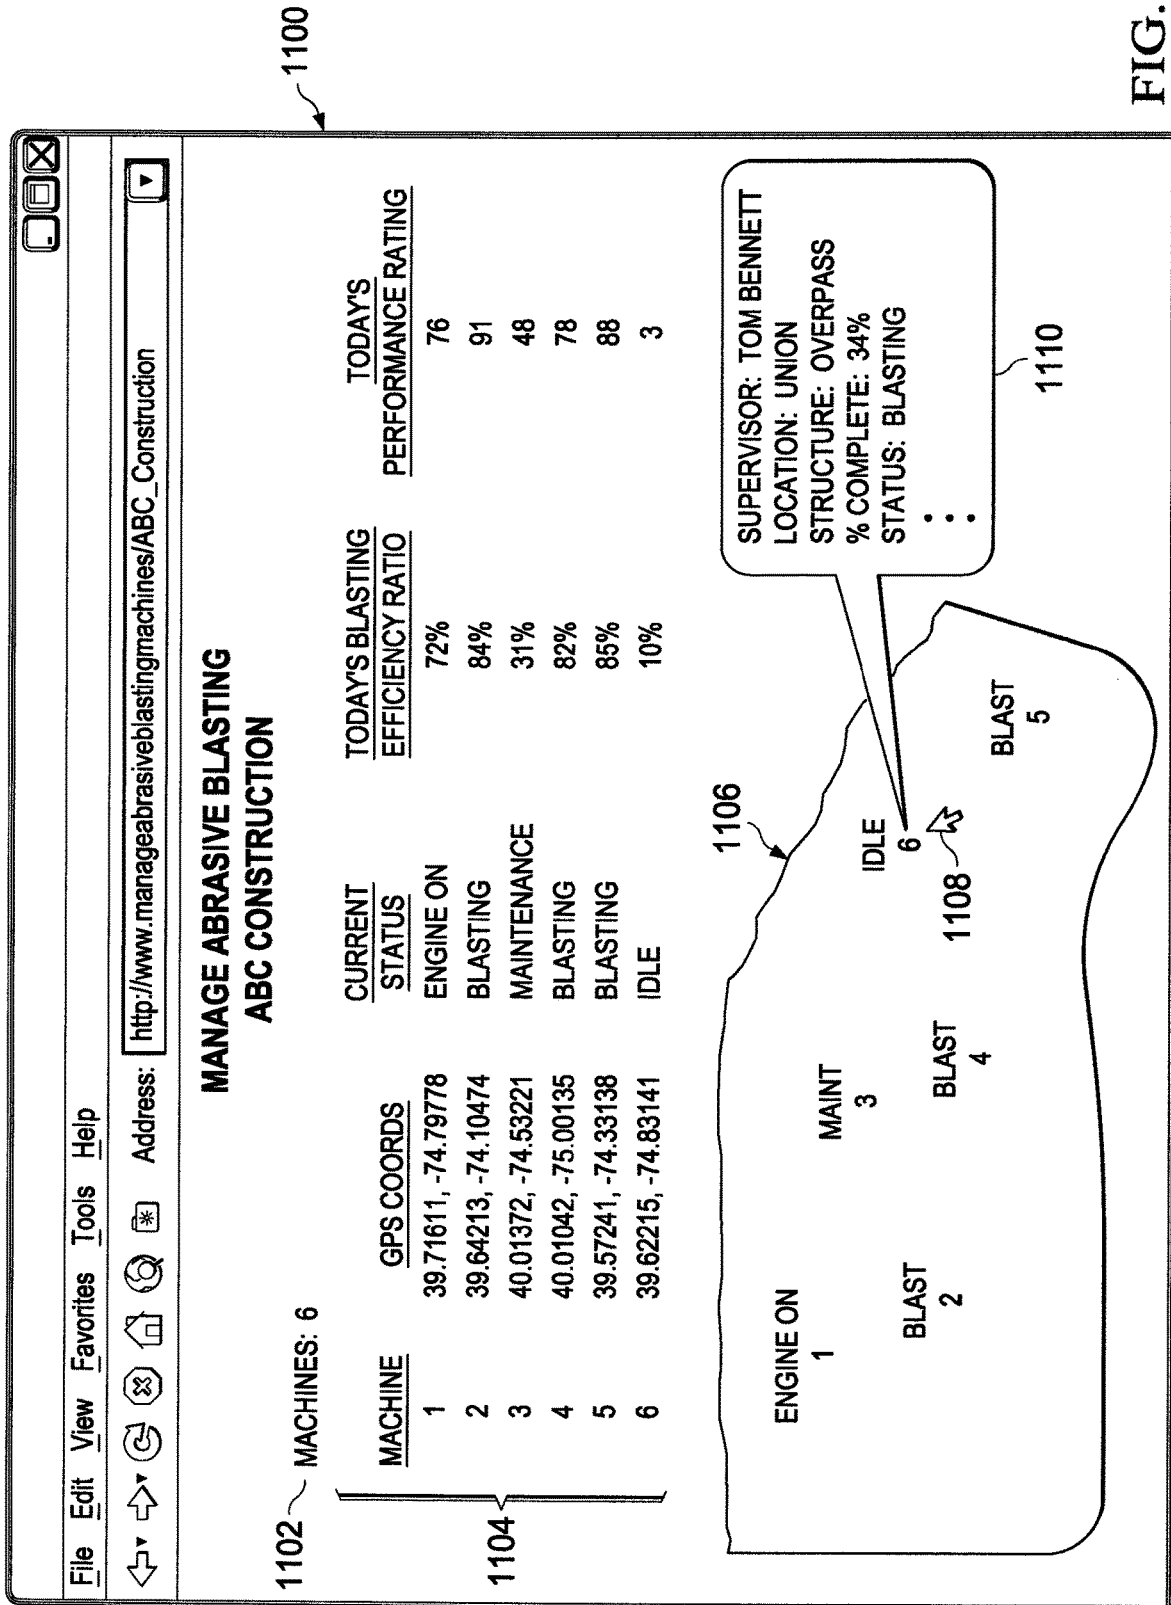 File Edit View Favorites Tools Help
Address: http://www.manageabrasiveblastingmachines/ABC_Construction
MANAGE ABRASIVE BLASTING
ABC CONSTRUCTION
1100
1102 MACHINES: 6
1104
MACHINE GPS COORDS CURRENT STATUS TODAY'S BLASTING EFFICIENCY RATIO TODAY'S PERFORMANCE RATING
1 39.71611, -74.79778 ENGINE ON 72% 76
2 39.64213, -74.10474 BLASTING 84% 91
3 40.01372, -74.53221 MAINTENANCE 31% 48
4 40.01042, -75.00135 BLASTING 82% 78
5 39.57241, -74.33138 BLASTING 85% 88
6 39.62215, -74.83141 IDLE 10% 3
1106
ENGINE ON
1
BLAST
2
MAINT
3
BLAST
4
IDLE
6
1108
BLAST
5
SUPERVISOR: TOM BENNETT
LOCATION: UNION
STRUCTURE: OVERPASS
% COMPLETE: 34%
STATUS: BLASTING
1110
FIG.